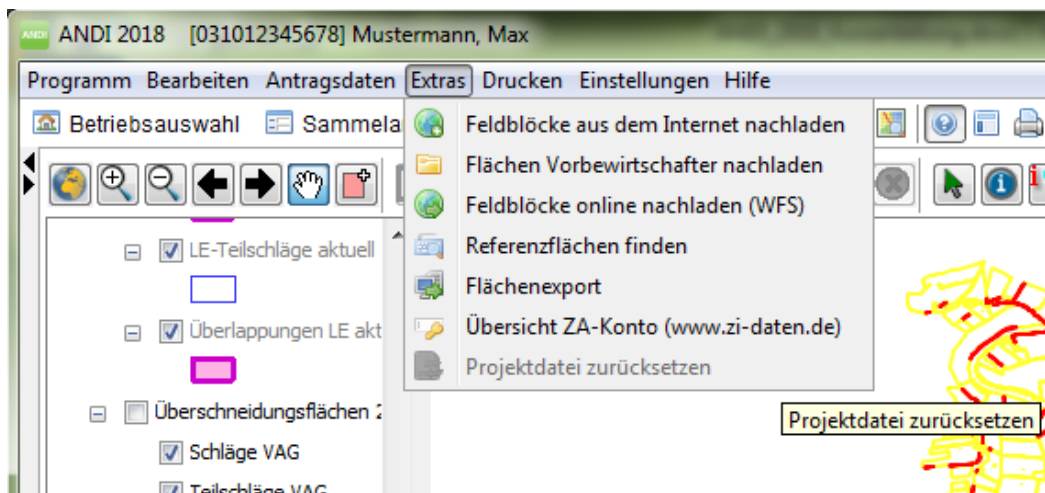 ANDI 2018 [031012345678] Mustermann, Max
Programm Bearbeiten Antragsdaten Extras Drucken Einstellungen Hilfe
Betriebsauswahl Sammela
Feldblöcke aus dem Internet nachladen
Flächen Vorbewirtschafter nachladen
Feldblöcke online nachladen (WFS)
Referenzflächen finden
Flächenexport
Übersicht ZA-Konto (www.zi-daten.de)
Projektdatei zurücksetzen
LE-Teilschläge aktuell
Überlappungen LE akt
Überschneidungsflächen 2
Schläge VAG
Teilschläge VAG
Projektdatei zurücksetzen